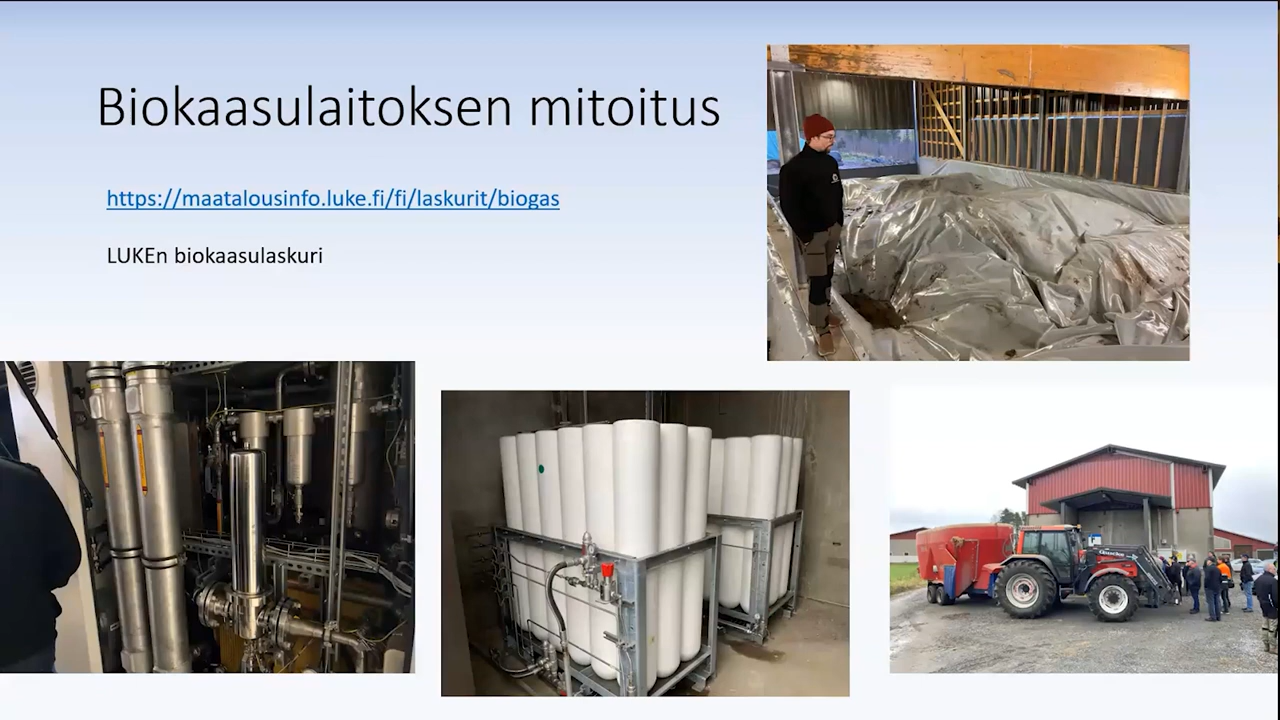 Biokaasulaitoksen mitoitus
https://maatalousinfo.luke.fi/fi/laskurit/biogas
LUKEn biokaasulaskuri